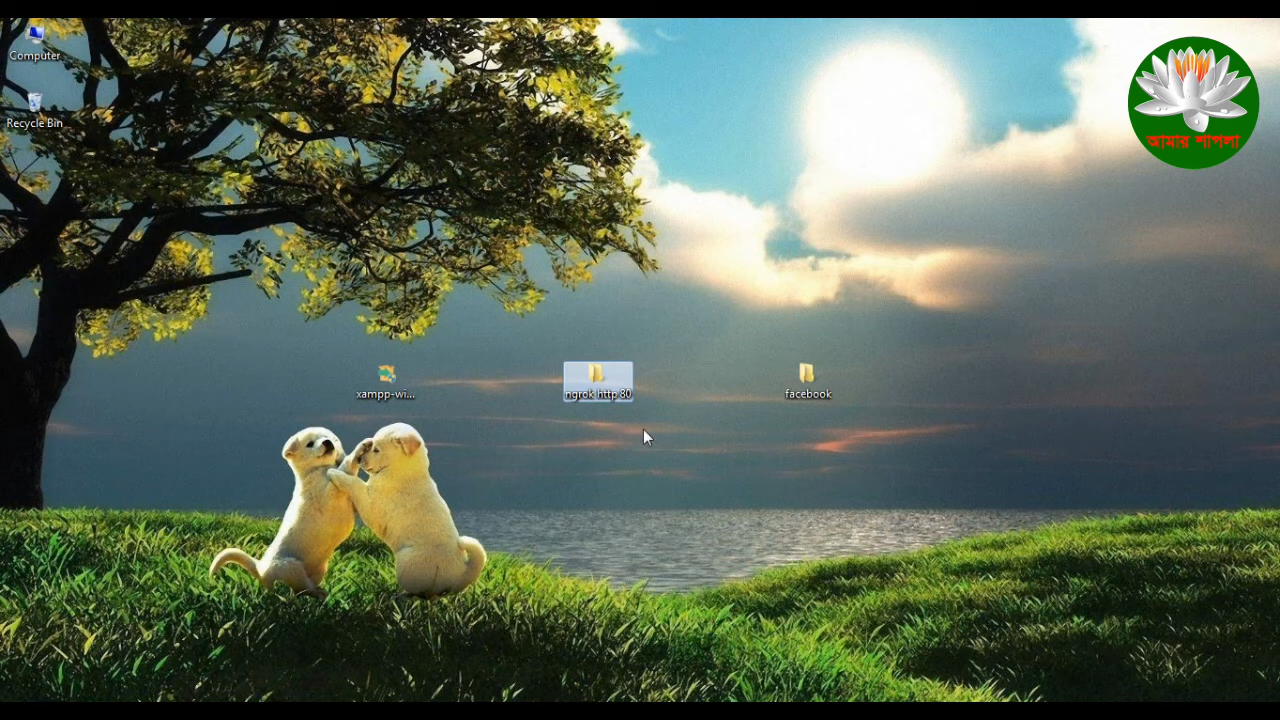 Computer
আমার শাপলা
Recycle Bin
xampp-wi...
ngrok http 80
facebook